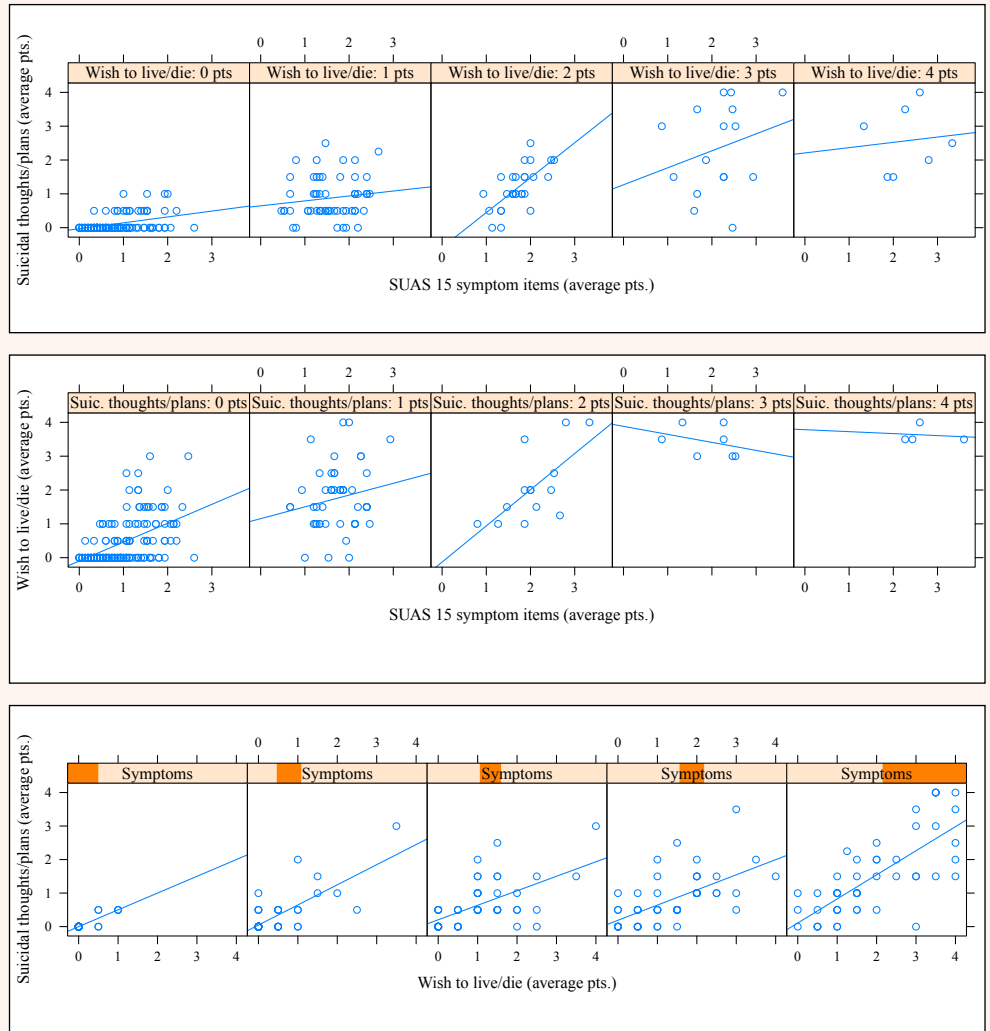 Suicidal thoughts/plans (average pts.)
0 1 2 3
Wish to live/die: 0 pts Wish to live/die: 1 pts Wish to live/die: 2 pts Wish to live/die: 3 pts Wish to live/die: 4 pts
4
3
2
1
0
0 1 2 3
0 1 2 3
0 1 2 3
0 1 2 3
SUAS 15 symptom items (average pts.)
Wish to live/die (average pts.)
0 1 2 3
0 1 2 3
Suic. thoughts/plans: 0 pts Suic. thoughts/plans: 1 pts Suic. thoughts/plans: 2 pts Suic. thoughts/plans: 3 pts Suic. thoughts/plans: 4 pts
4
3
2
1
0
0 1 2 3
0 1 2 3
0 1 2 3
SUAS 15 symptom items (average pts.)
Suicidal thoughts/plans (average pts.)
0 1 2 3 4
0 1 2 3 4
Symptoms Symptoms Symptoms Symptoms Symptoms
4
3
2
1
0
0 1 2 3 4
0 1 2 3 4
0 1 2 3 4
Wish to live/die (average pts.)